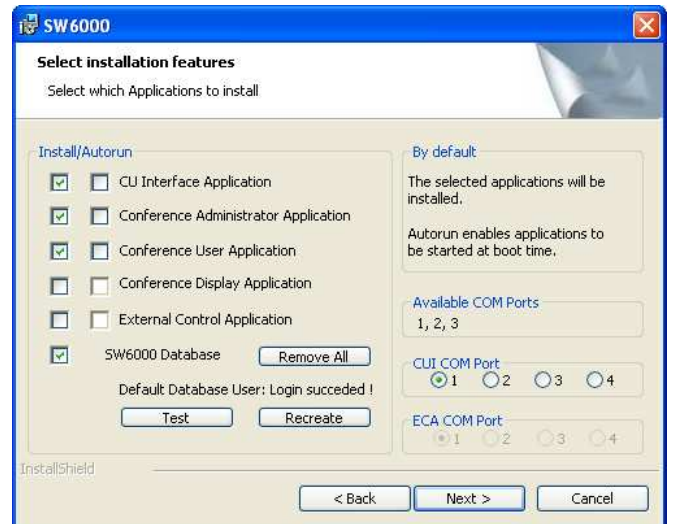 SW6000
Select installation features
Select which Applications to install
Install/Autorun
CU Interface Application
Conference Administrator Application
Conference User Application
Conference Display Application
External Control Application
SW6000 Database
Remove All
Default Database User: Login succeded !
Test
Recreate
By default
The selected applications will be
installed.
Autorun enables applications to
be started at boot time.
Available COM Ports
1, 2, 3
CUI COM Port
1 2 3 4
ECA COM Port
1 2 3 4
InstallShield
< Back
Next >
Cancel